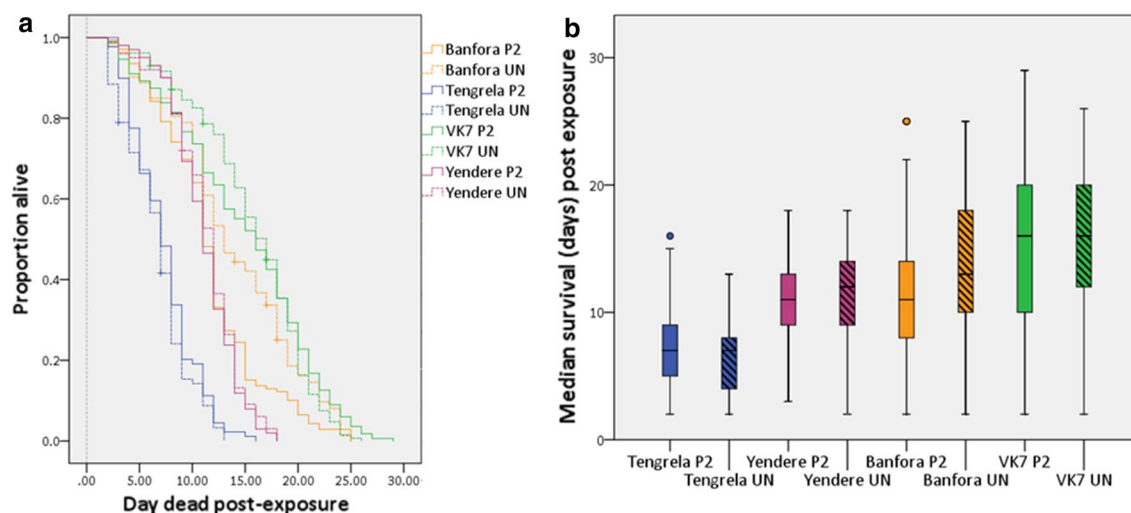 a
1.0
0.8
0.6
0.4
0.2
0.0
Proportion alive
.00 5.00 10.00 15.00 20.00 25.00 30.00
Day dead post-exposure
Banfora P2
Banfora UN
Tengrela P2
Tengrela UN
VK7 P2
VK7 UN
Yendere P2
Yendere UN
b
30
20
10
0
Median survival (days) post exposure
Tengrela P2 Yendere P2 Banfora P2 VK7 P2
Tengrela UN Yendere UN Banfora UN VK7 UN